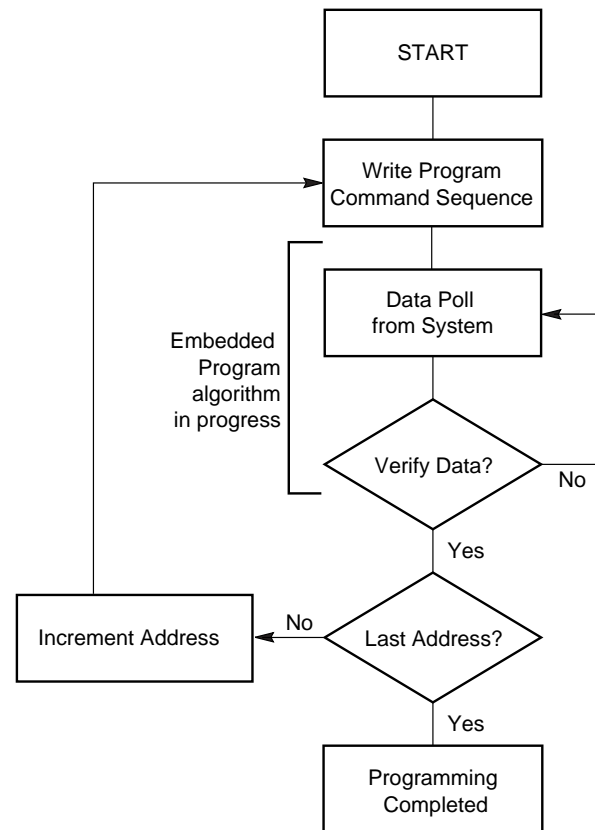 START
Write Program
Command Sequence
Data Poll
from System
Embedded
Program
algorithm
in progress
Verify Data?
No
Yes
Increment Address
No
Last Address?
Yes
Programming
Completed